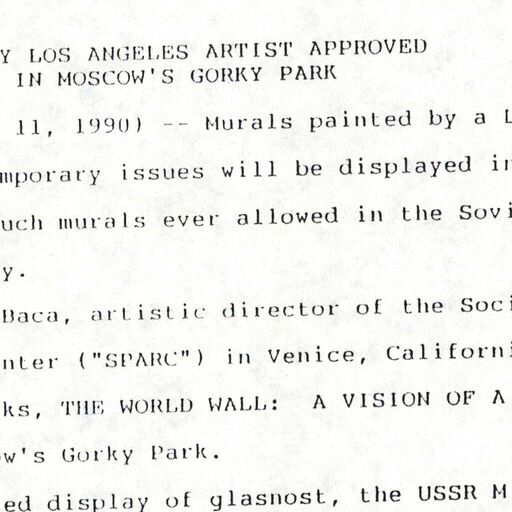 Y LOS ANGELES ARTIST APPROVED
IN MOSCOW'S GORKY PARK
11, 1990) -- Murals painted by a L
mporary issues will be displayed in
uch murals ever allowed in the Sovi
y.
Baca, artistic director of the Soci
nter ("SPARC") in Venice, Californi
ks, THE WORLD WALL: A VISION OF A
ow's Gorky Park.
ed display of glasnost, the USSR M